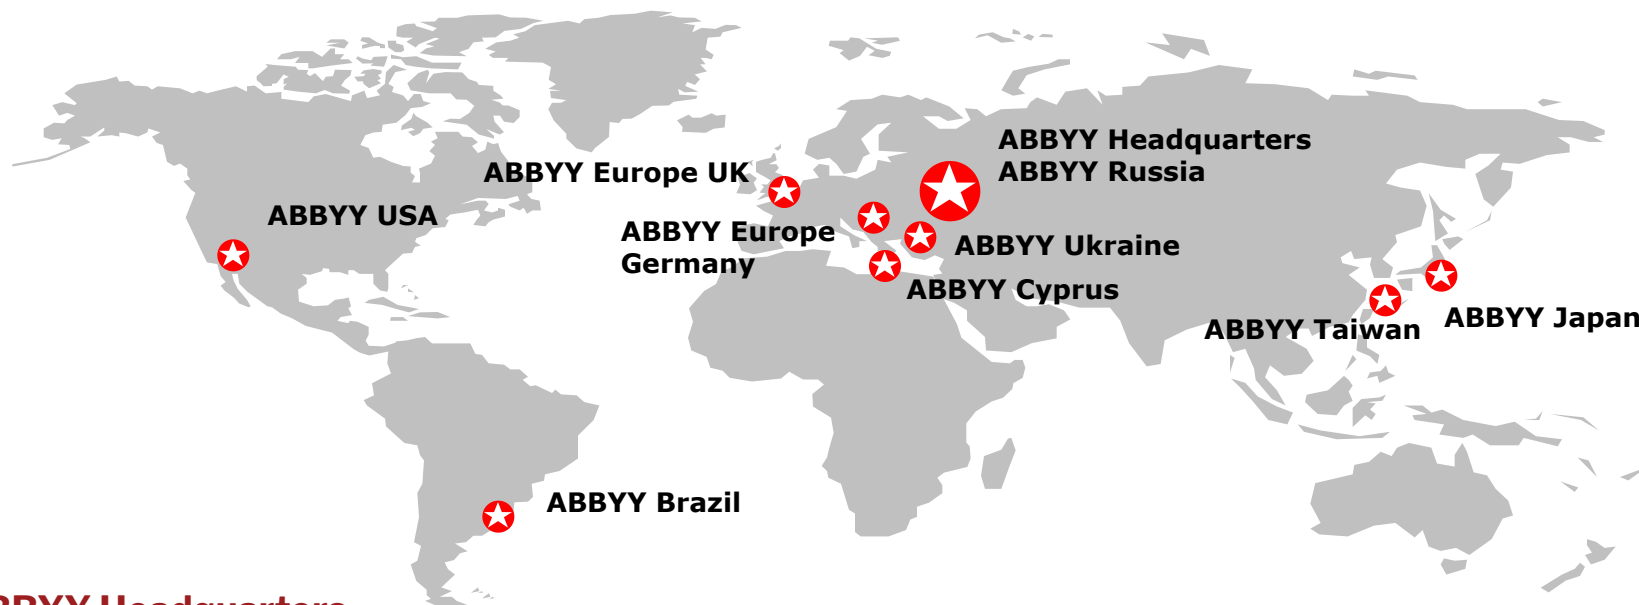 ABBYY Headquarters
ABBYY Russia
ABBYY Europe UK
ABBYY USA
ABBYY Europe
Germany
ABBYY Ukraine
ABBYY Cyprus
ABBYY Taiwan
ABBYY Japan
ABBYY Brazil
Headquarters